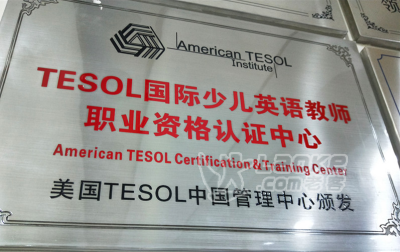 American TESOL
Institute
TESOL国际少儿英语教师
职业资格认证中心
American TESOL Certification & Training Center
美国TESOL中国管理中心颁发